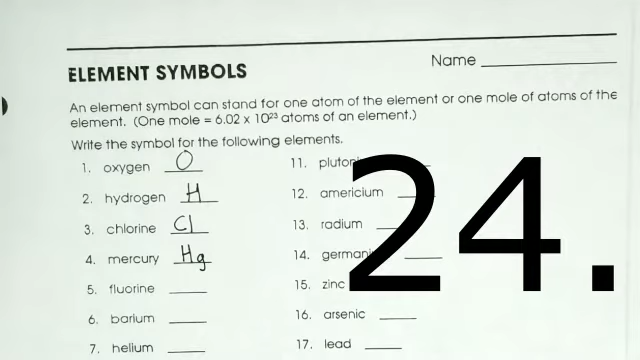 ELEMENT SYMBOLS
Name
An element symbol can stand for one atom of the element or one mole of atoms of the
element. (One mole = 6.02 x 10²³ atoms of an element.)
Write the symbol for the following elements.
1. oxygen O
2. hydrogen H
3. chlorine Cl
4. mercury Hg
5. fluorine
6. barium
7. helium
11.
12. americium
13. radium
14.
15. zinc
16. arsenic
17. lead
24.